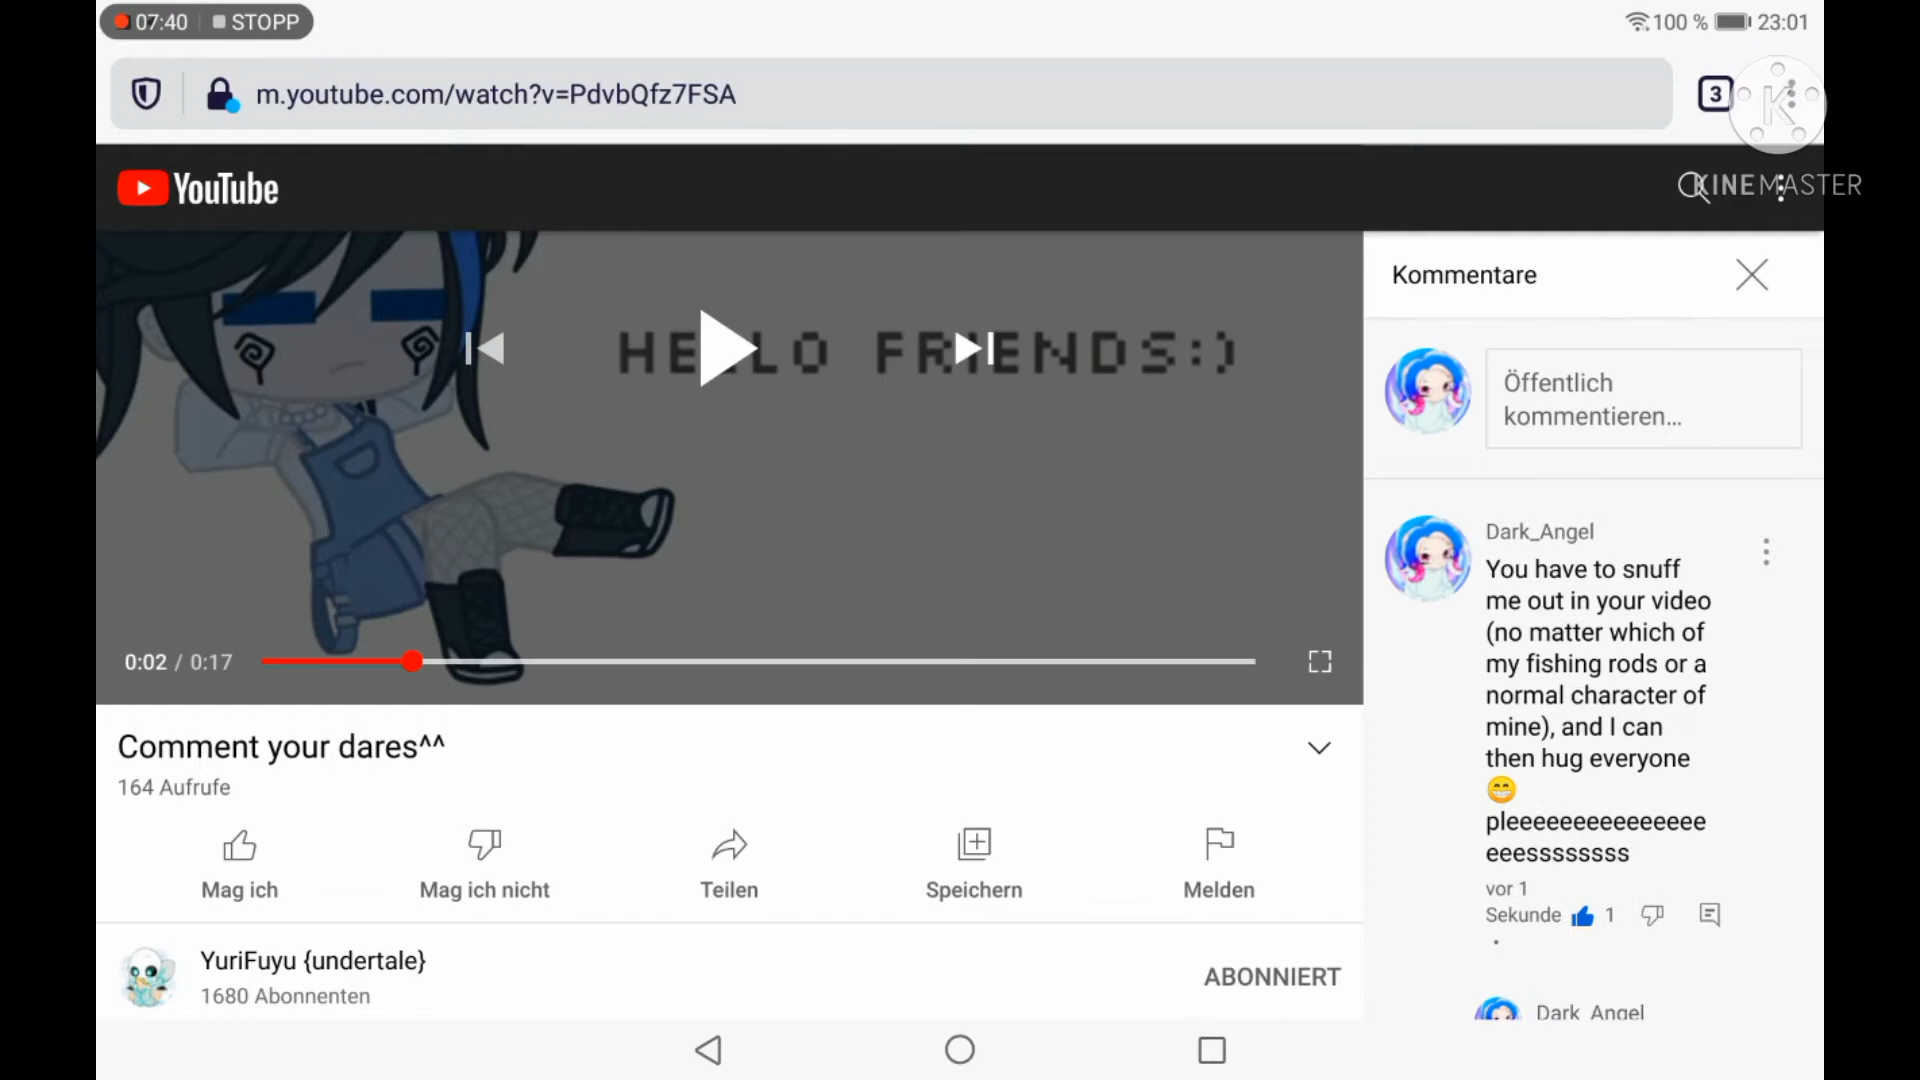 07:40 STOPP
100 % 23:01
m.youtube.com/watch?v=PdvbQfz7FSA
3
K
YouTube
KINEMASTER
HELLO FRIENDS:)
0:02 / 0:17
Comment your dares^^
164 Aufrufe
Mag ich
Mag ich nicht
Teilen
Speichern
Melden
YuriFuyu {undertale}
1680 Abonnenten
ABONNIERT
Kommentare
Öffentlich
kommentieren...
Dark_Angel
You have to snuff
me out in your video
(no matter which of
my fishing rods or a
normal character of
mine), and I can
then hug everyone
😁
pleeeeeeeeeeeeeee
eeessssssss
vor 1
Sekunde 1
Dark_Angel